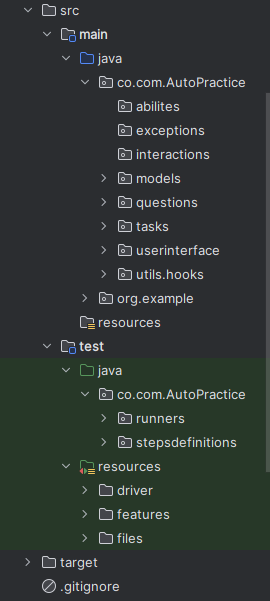 src
main
java
co.com.AutoPractice
abilites
exceptions
interactions
models
questions
tasks
userinterface
utils.hooks
org.example
resources
test
java
co.com.AutoPractice
runners
stepsdefinitions
resources
driver
features
files
target
.gitignore